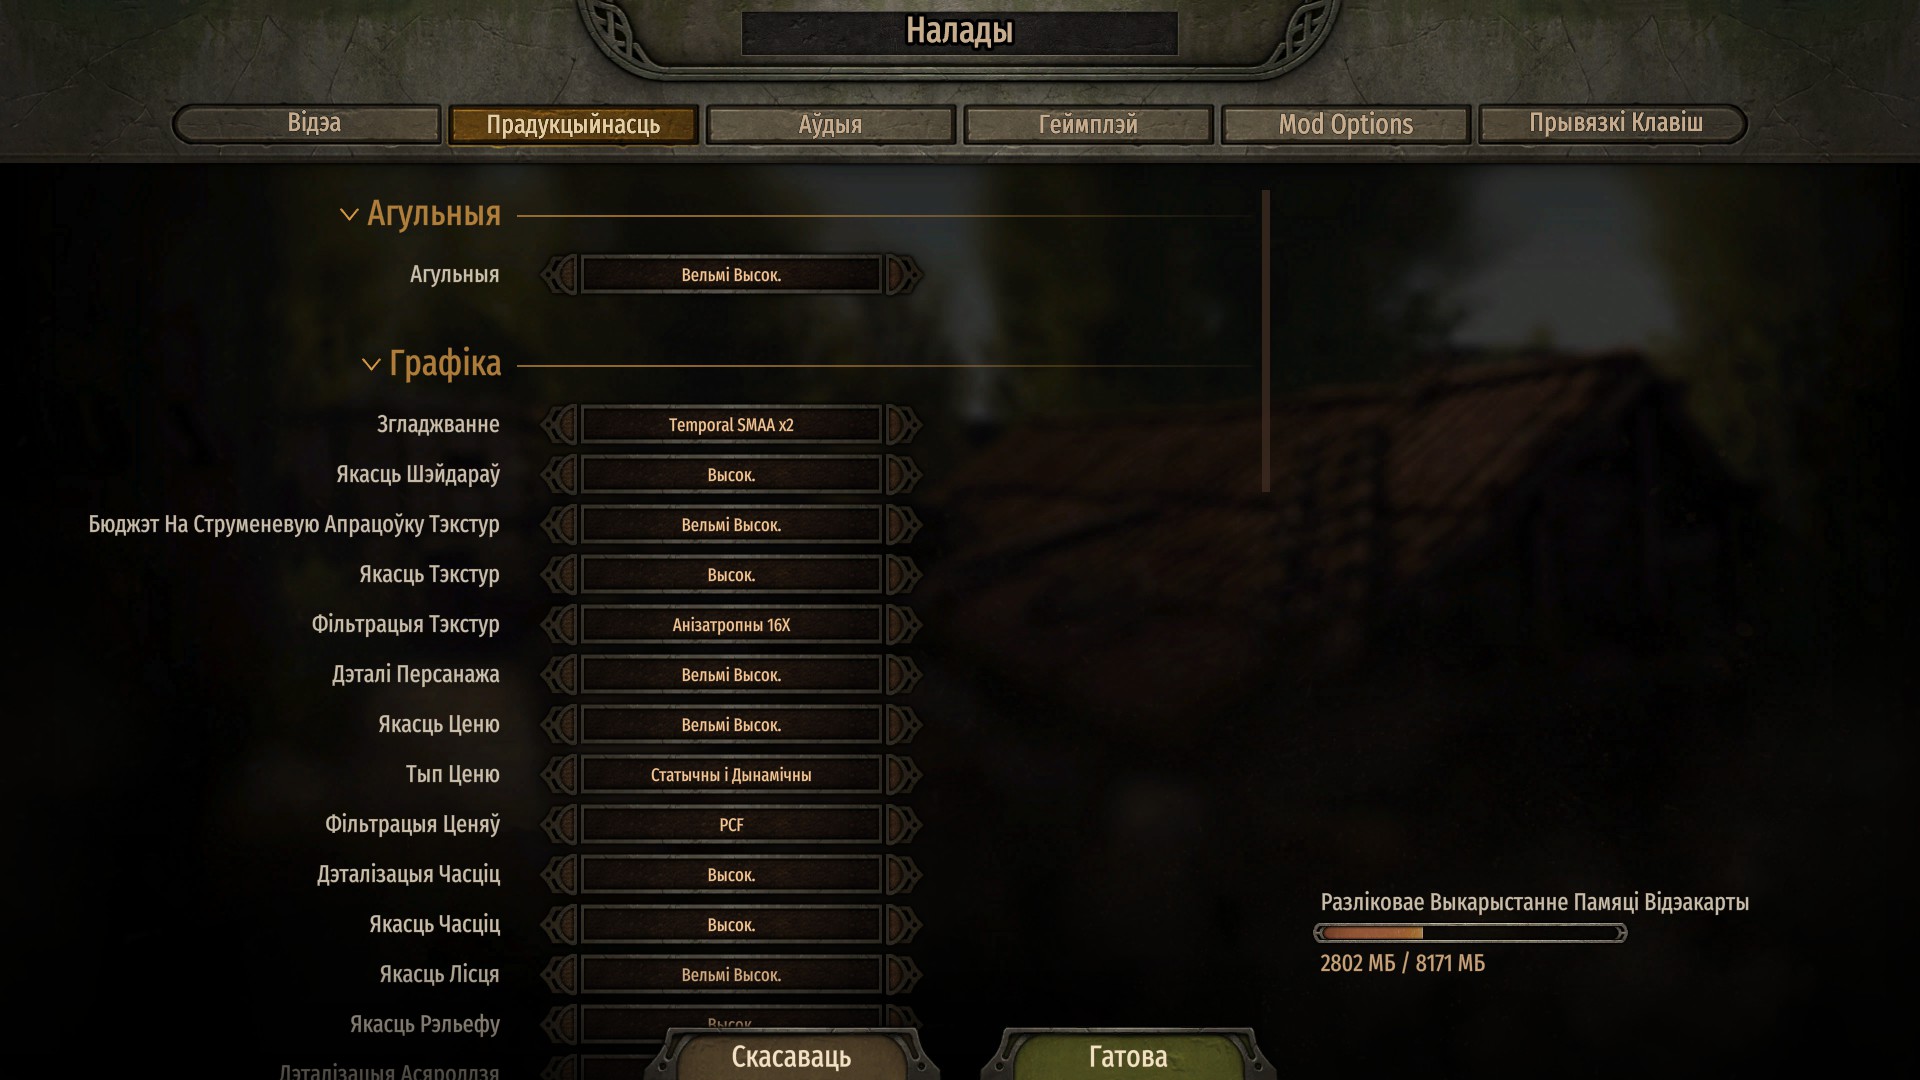 Налады
Відэа
Прадукцыйнасць
Аўдыя
Геймплэй
Mod Options
Прывязкі Клавіш
Агульныя
Агульныя
Вельмі Высок.
Графіка
Згладжванне
Temporal SMAA x2
Якасць Шэйдараў
Высок.
Бюджэт На Струменевую Апрацоўку Тэкстур
Вельмі Высок.
Якасць Тэкстур
Высок.
Фільтрацыя Тэкстур
Анізатропны 16X
Дэталі Персанажа
Вельмі Высок.
Якасць Ценю
Вельмі Высок.
Тып Ценю
Статычны і Дынамічны
Фільтрацыя Ценяў
PCF
Дэталізацыя Часціц
Высок.
Якасць Часціц
Высок.
Якасць Лісця
Вельмі Высок.
Якасць Рэльефу
Высок.
Дэталізацыя Асяроддзя
Разліковае Выкарыстанне Памяці Відэакарты
2802 МБ / 8171 МБ
Скасаваць
Гатова